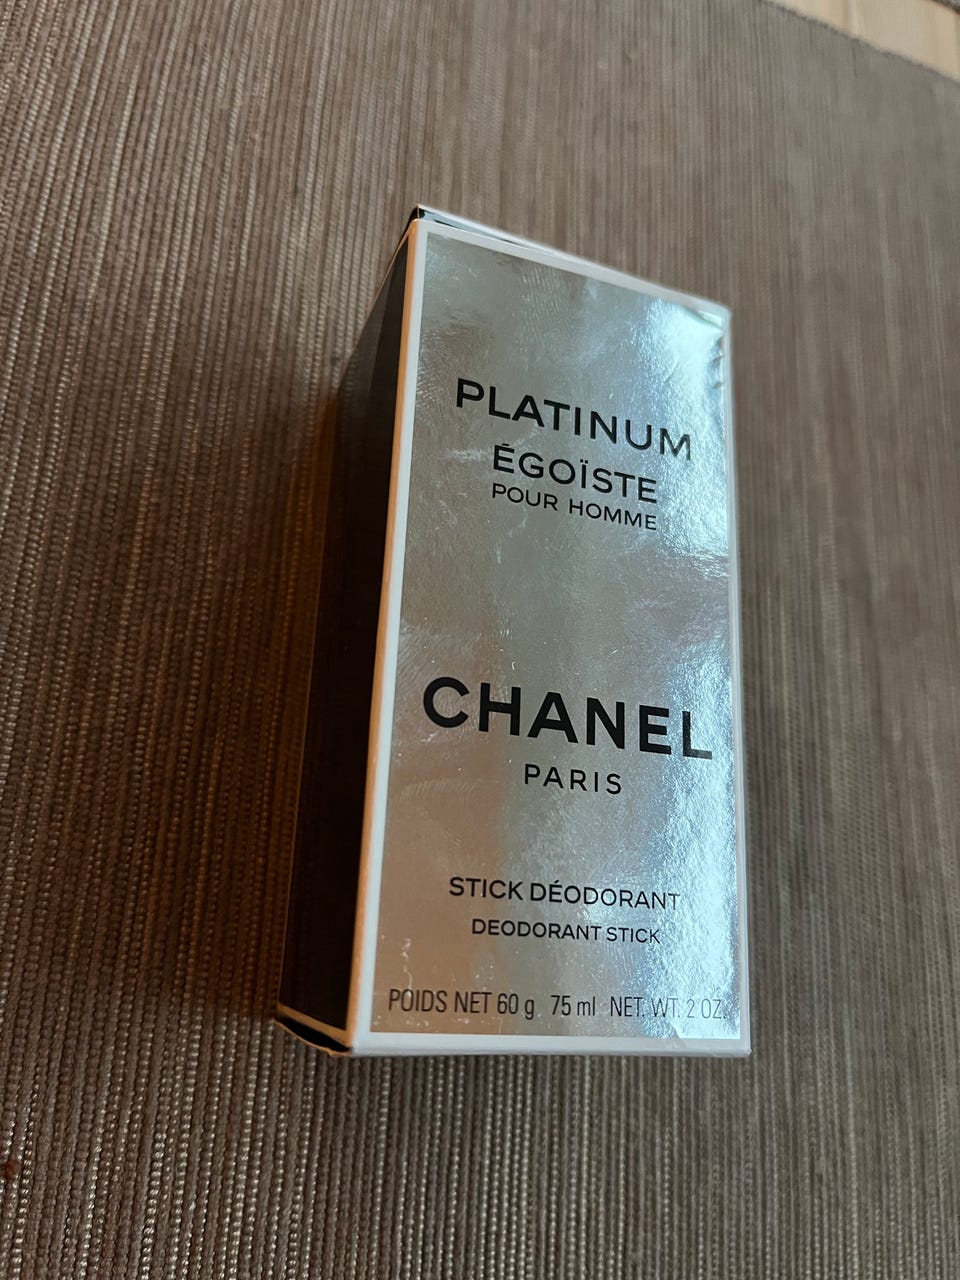 PLATINUM
ÉGOÏSTE
POUR HOMME
CHANEL
PARIS
STICK DÉODORANT
DEODORANT STICK
POIDS NET 60 g 75 ml NET. WT. 2 OZ.